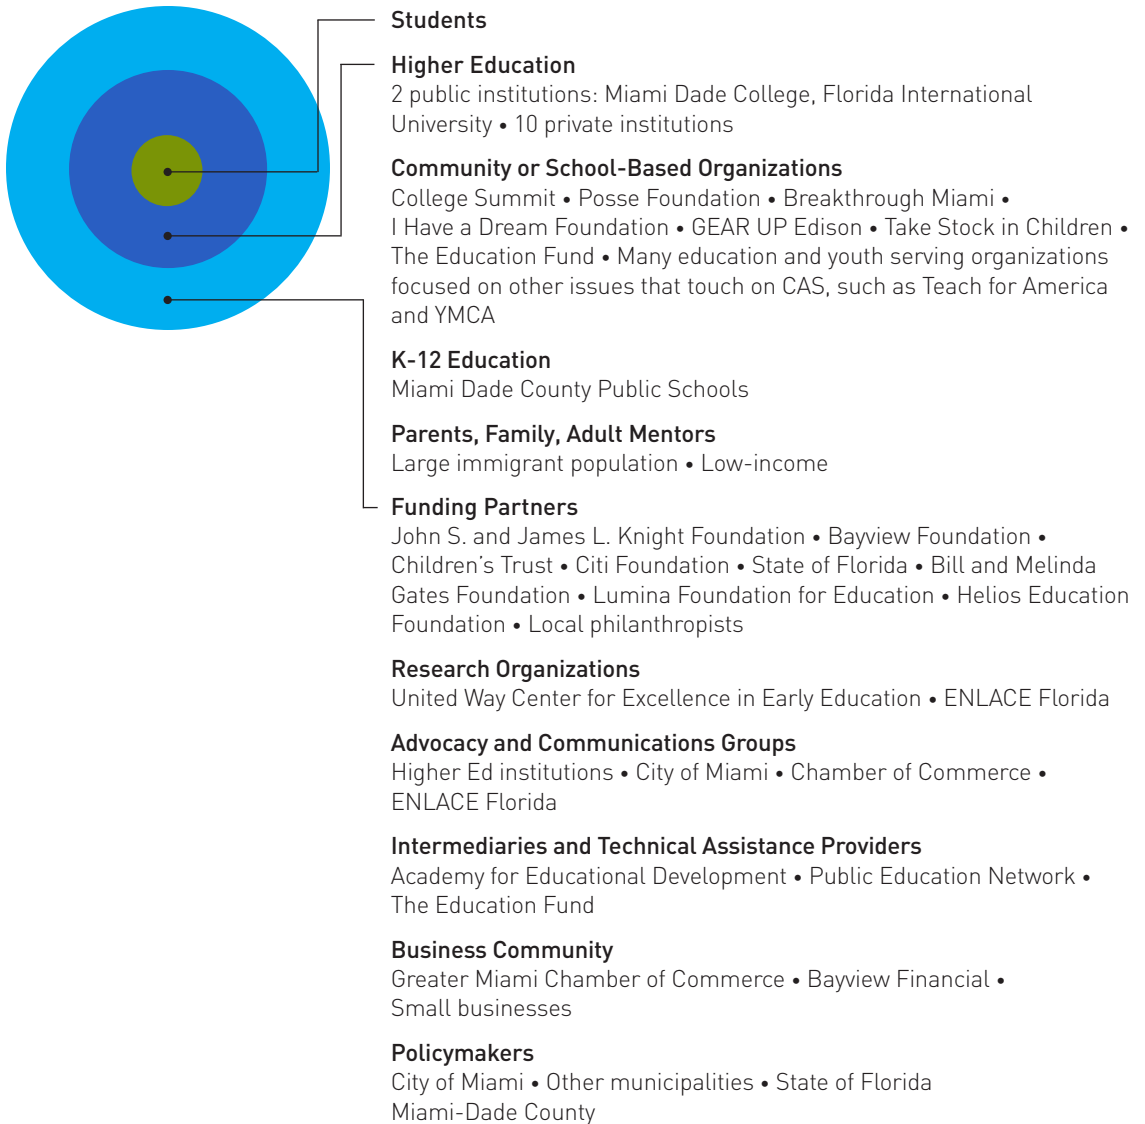 Students
Higher Education
2 public institutions: Miami Dade College, Florida International
University • 10 private institutions
Community or School-Based Organizations
College Summit • Posse Foundation • Breakthrough Miami •
I Have a Dream Foundation • GEAR UP Edison • Take Stock in Children •
The Education Fund • Many education and youth serving organizations
focused on other issues that touch on CAS, such as Teach for America
and YMCA
K-12 Education
Miami Dade County Public Schools
Parents, Family, Adult Mentors
Large immigrant population • Low-income
Funding Partners
John S. and James L. Knight Foundation • Bayview Foundation •
Children’s Trust • Citi Foundation • State of Florida • Bill and Melinda
Gates Foundation • Lumina Foundation for Education • Helios Education
Foundation • Local philanthropists
Research Organizations
United Way Center for Excellence in Early Education • ENLACE Florida
Advocacy and Communications Groups
Higher Ed institutions • City of Miami • Chamber of Commerce •
ENLACE Florida
Intermediaries and Technical Assistance Providers
Academy for Educational Development • Public Education Network •
The Education Fund
Business Community
Greater Miami Chamber of Commerce • Bayview Financial •
Small businesses
Policymakers
City of Miami • Other municipalities • State of Florida
Miami-Dade County